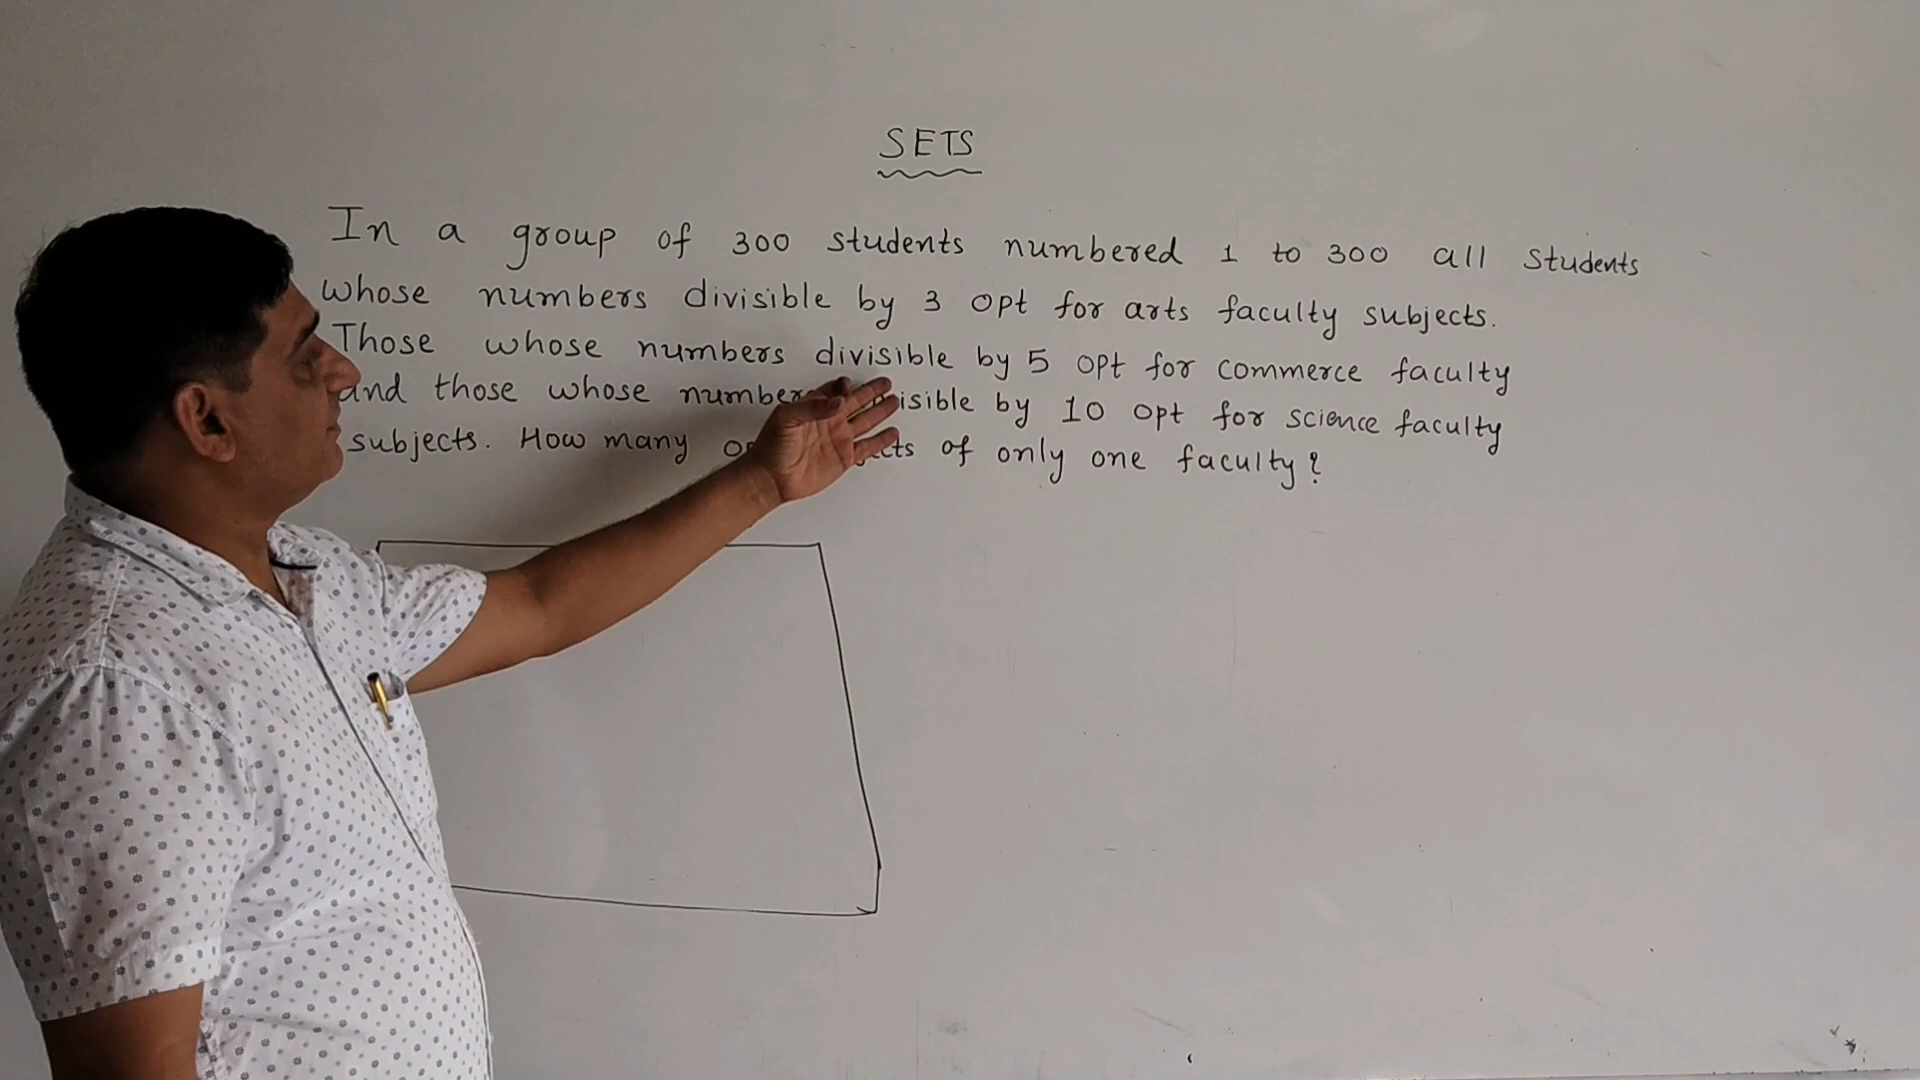 SETS
In a group of 300 students numbered 1 to 300 all students
whose numbers divisible by 3 opt for arts faculty subjects.
Those whose numbers divisible by 5 opt for commerce faculty
and those whose numbers by 10 opt for science faculty
subjects. How many of only one faculty?